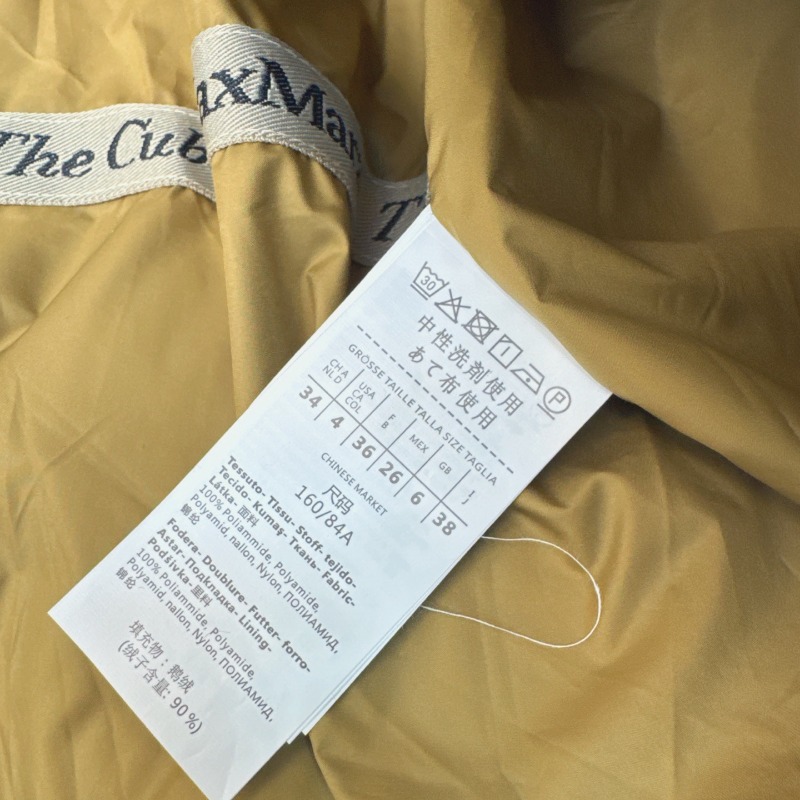 The Cub
axMar
T
30
P
中性洗剤使用
あて布使用
GRÖSSE TAILLE TALLA SIZE TAGLIA
CH A NL D
USA CA COL
F B
MEX
GB
I J
34
4
36
26
6
38
CHINESE MARKET
尺码
160/84A
Tessuto- Tissu- Stoff- tejido-
Tecido- Kumaş- Ткань- Fabric-
Látka- 面料
100% Poliammide, Polyamide,
Polyamid, nailon, Nylon, ПОЛИАМИД,
锦纶
Fodera- Doublure- Futter- forro-
Astar- Подкладка- Lining-
Podšívka- 里料
100% Poliammide, Polyamide,
Polyamid, nailon, Nylon, ПОЛИАМИД,
锦纶
填充物：鹅绒
(绒子含量: 90%)